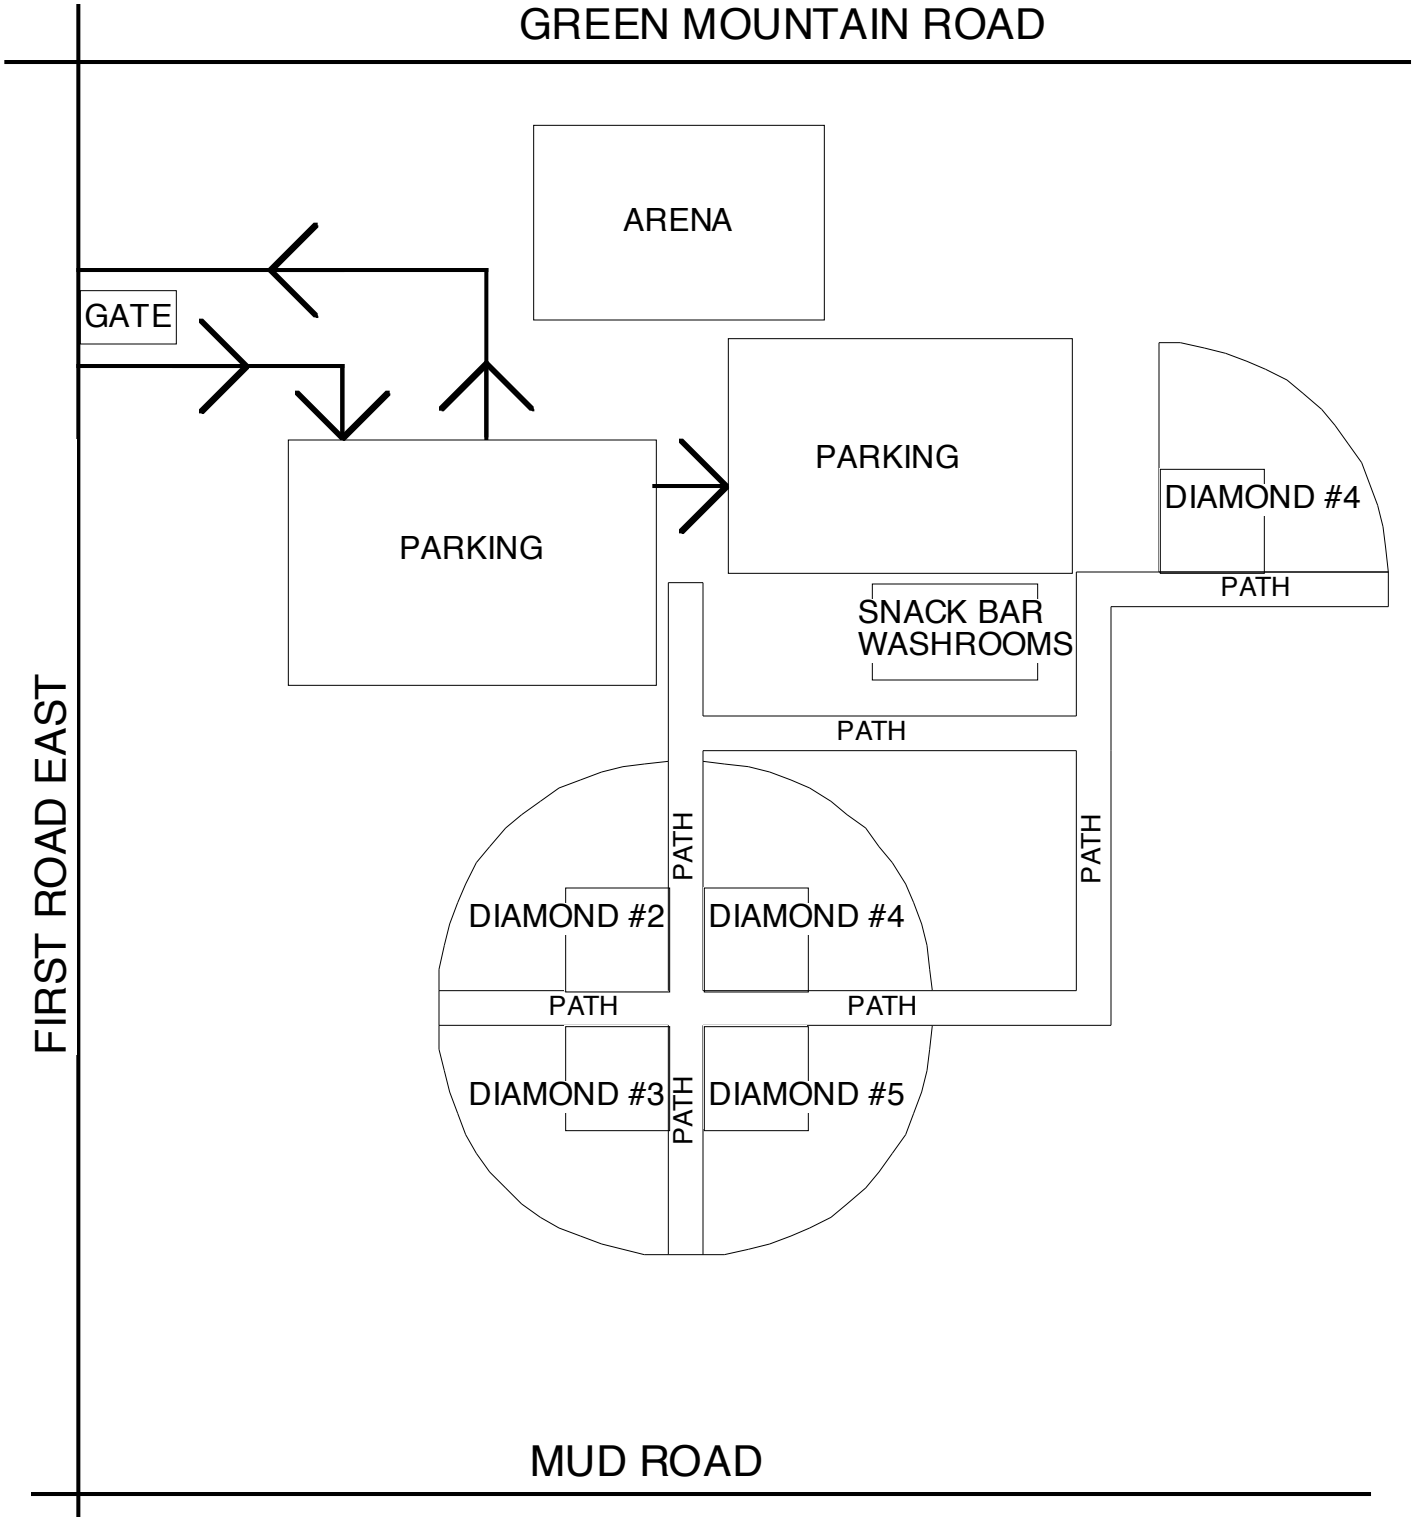 GREEN MOUNTAIN ROAD
ARENA
GATE
PARKING
DIAMOND #4
PARKING
PATH
SNACK BAR
WASHROOMS
FIRST ROAD EAST
PATH
PATH
PATH
DIAMOND #2
DIAMOND #4
PATH
PATH
DIAMOND #3
PATH
DIAMOND #5
MUD ROAD